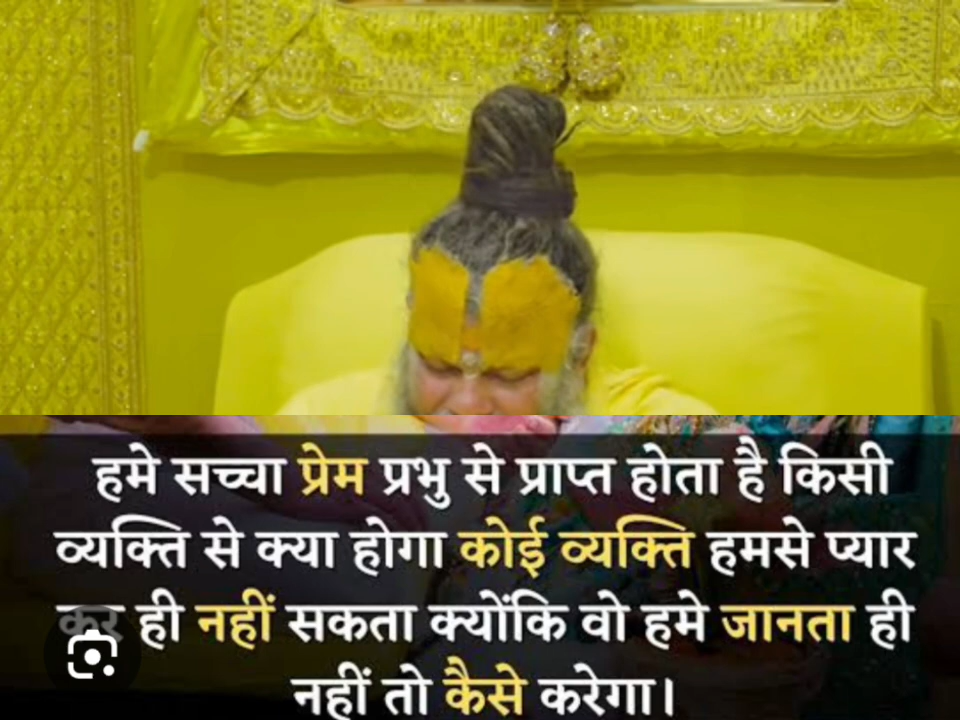 हमे सच्चा प्रेम प्रभु से प्राप्त होता है किसी
व्यक्ति से क्या होगा कोई व्यक्ति हमसे प्यार
कर ही नहीं सकता क्योंकि वो हमे जानता ही
नहीं तो कैसे करेगा।